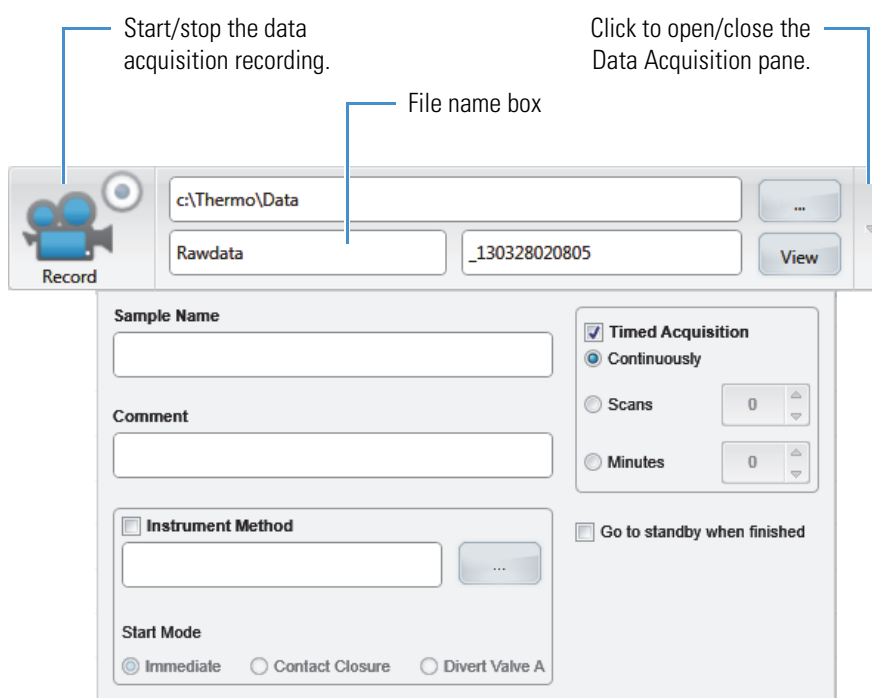 Start/stop the data
acquisition recording.
Click to open/close the
Data Acquisition pane.
File name box
c:\Thermo\Data
...
Record
Rawdata
_130328020805
View
Sample Name
Timed Acquisition
Continuously
Scans
0
Comment
Minutes
0
Instrument Method
Go to standby when finished
...
Start Mode
Immediate
Contact Closure
Divert Valve A